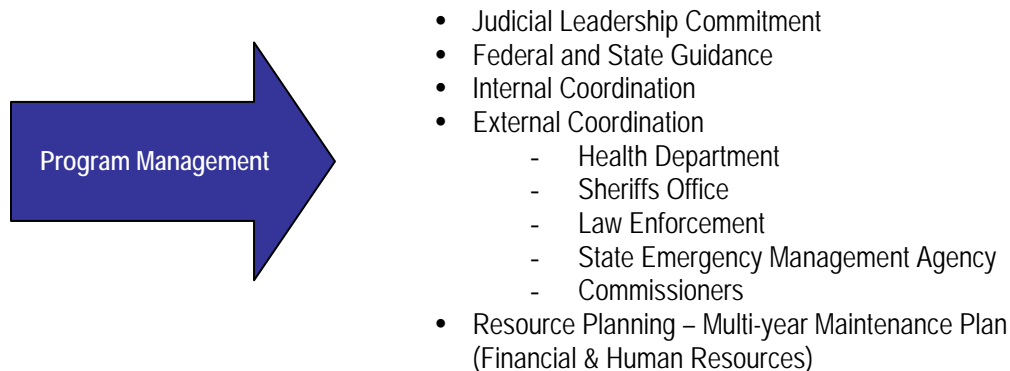 Program Management
• Judicial Leadership Commitment
• Federal and State Guidance
• Internal Coordination
• External Coordination
- Health Department
- Sheriffs Office
- Law Enforcement
- State Emergency Management Agency
- Commissioners
• Resource Planning – Multi-year Maintenance Plan
(Financial & Human Resources)